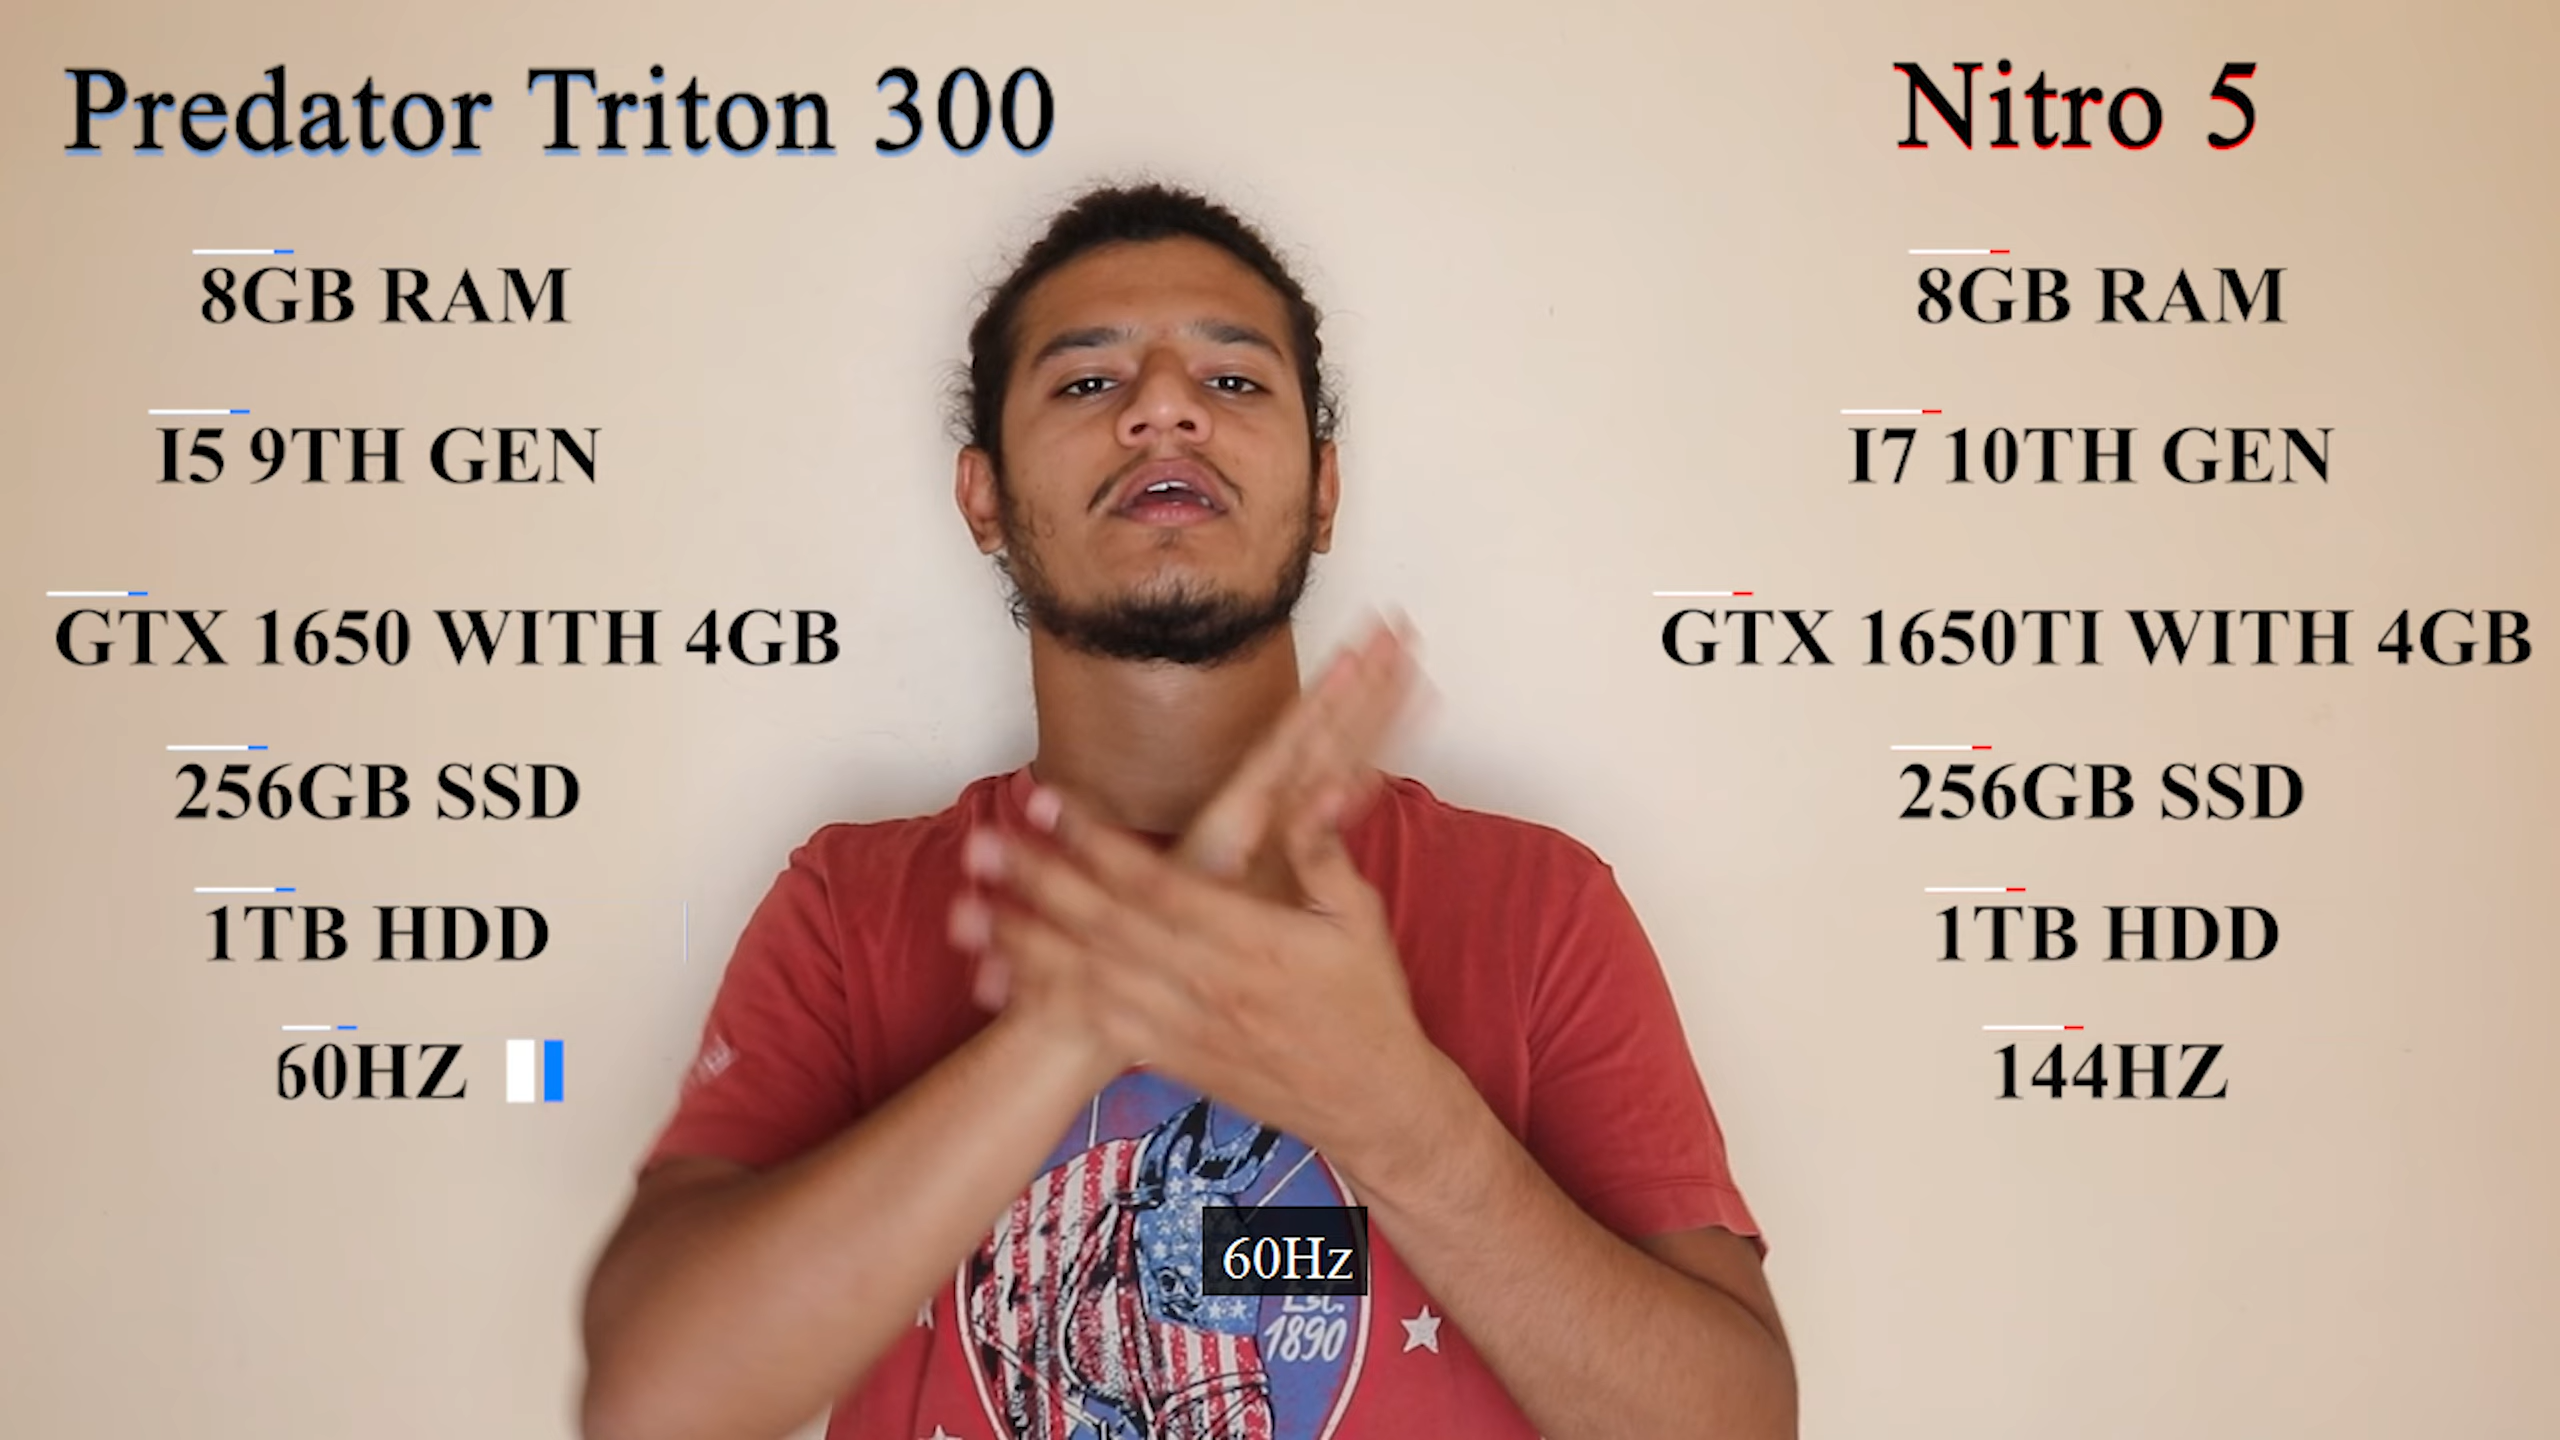 Predator Triton 300
8GB RAM
I5 9TH GEN
GTX 1650 WITH 4GB
256GB SSD
1TB HDD
60HZ
Nitro 5
8GB RAM
I7 10TH GEN
GTX 1650TI WITH 4GB
256GB SSD
1TB HDD
144HZ
60Hz
Est.
1890